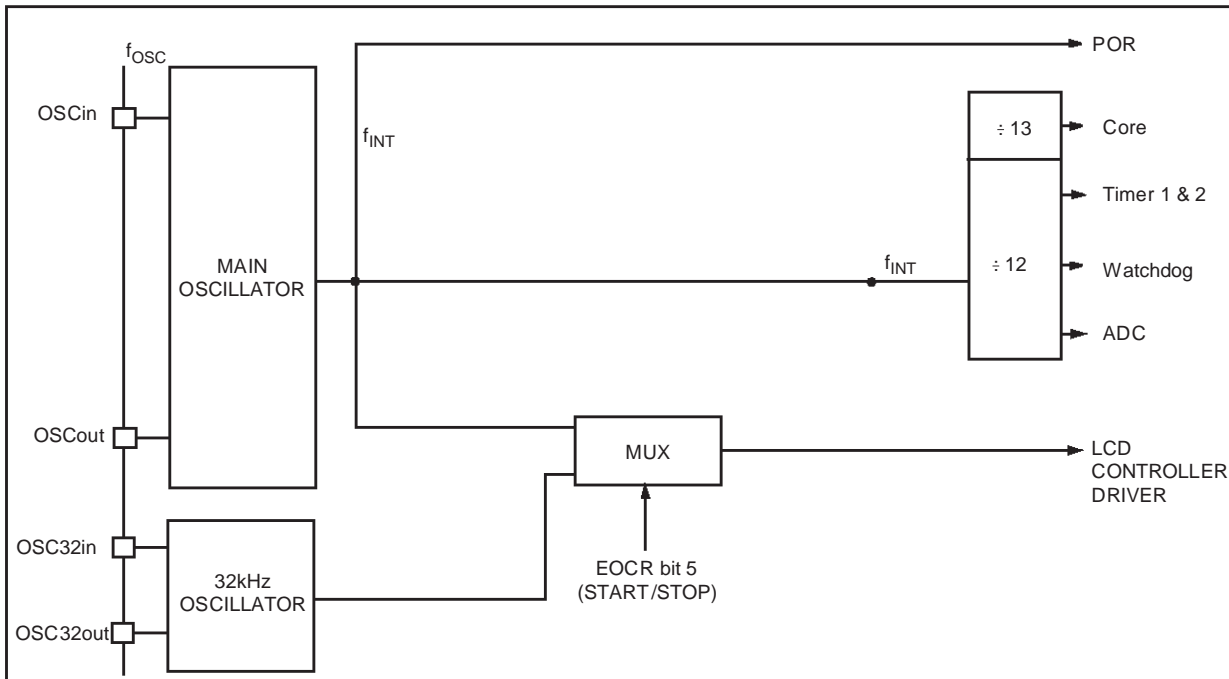 fOSC
POR
OSCin
÷ 13
Core
fINT
Timer 1 & 2
MAIN
OSCILLATOR
fINT
÷ 12
Watchdog
ADC
OSCout
MUX
LCD
CONTROLLER
DRIVER
OSC32in
32kHz
OSCILLATOR
EOCR bit 5
(START/STOP)
OSC32out